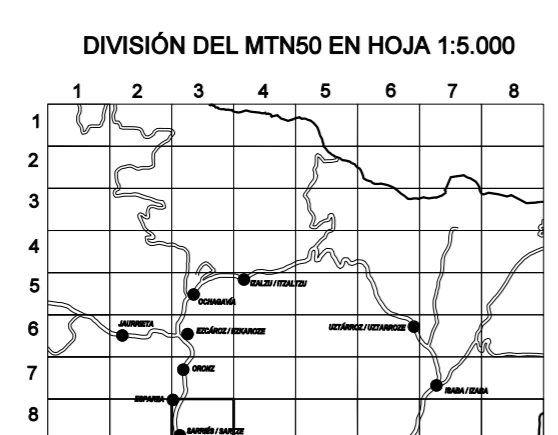 DIVISIÓN DEL MTN50 EN HOJA 1:5.000
1 2 3 4 5 6 7 8
1
2
3
4
5
IZALZU / ITZALTZU
OCHAGAVÍA
6
JAURRIETA
EZCÁROZ / EZKAROZE
UZTÁRROZ / UZTARROZE
7
ORONZ
ISABA / IZABA
8
ESPARZA
SARRIÉS / SARTZE